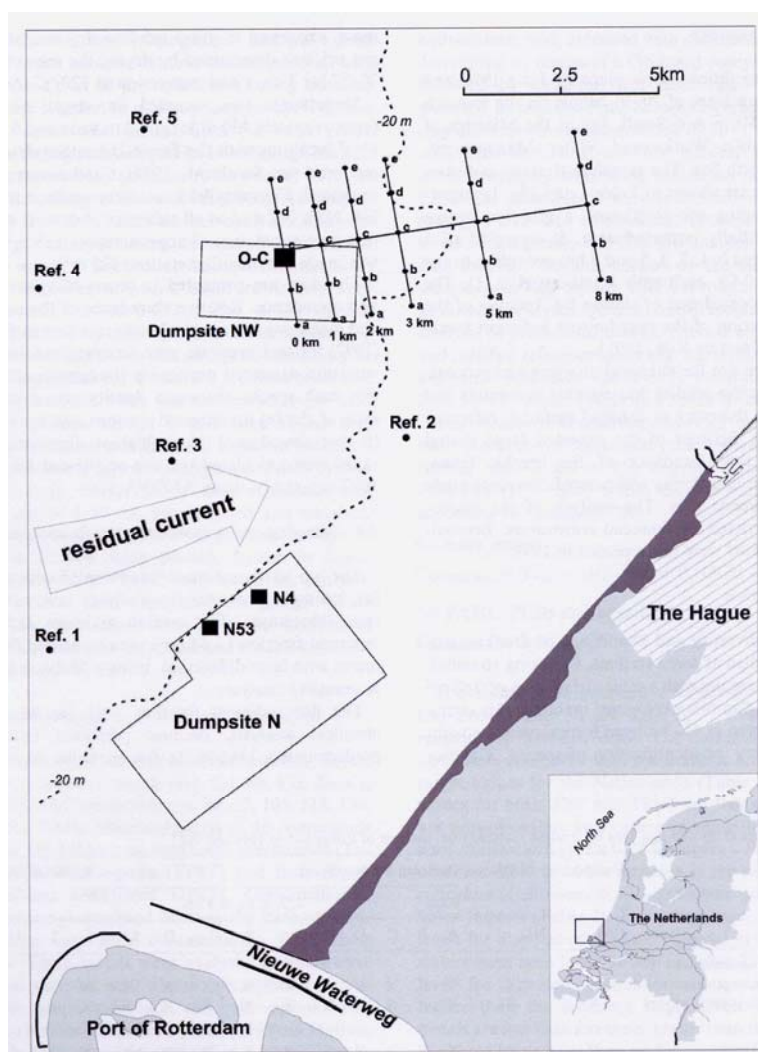 0 2.5 5km
-20 m
Ref. 5
e e e e e e
d d d d d d
c c c c c c
O-C
b b b b b b
a a a a a a
0 km 1 km 2 km 3 km 5 km 8 km
Ref. 4
Dumpsite NW
Ref. 2
Ref. 3
residual current
N4
N53
Ref. 1
The Hague
Dumpsite N
-20 m
North Sea
The Netherlands
Nieuwe Waterweg
Port of Rotterdam